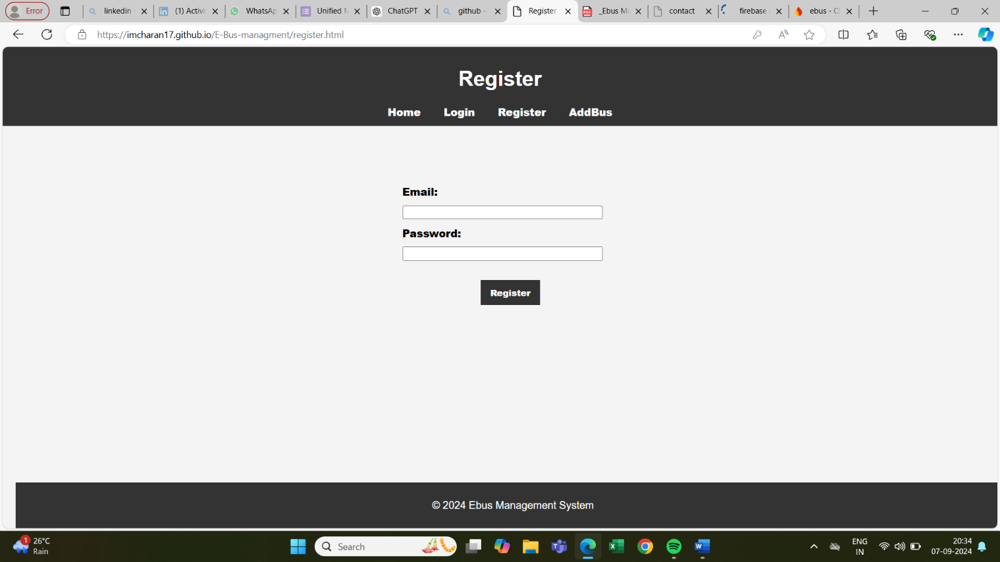 Error
linkedin
(1) Activi
WhatsAp
Unified M
ChatGPT
github -
Register
_Ebus Ma
contact
firebase
ebus - Cl
https://imcharan17.github.io/E-Bus-managment/register.html
Register
Home Login Register AddBus
Email:
Password:
Register
© 2024 Ebus Management System
1
26°C
Rain
Search
ENG
IN
20:34
07-09-2024